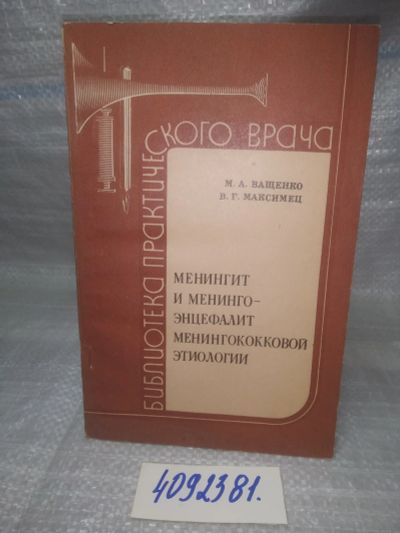 БИБЛИОТЕКА ПРАКТИЧЕСКОГО ВРАЧА
М. А. ВАЩЕНКО
В. Г. МАКСИМЕЦ
МЕНИНГИТ
И МЕНИНГО-
ЭНЦЕФАЛИТ
МЕНИНГОКОККОВОЙ
ЭТИОЛОГИИ
4092381.